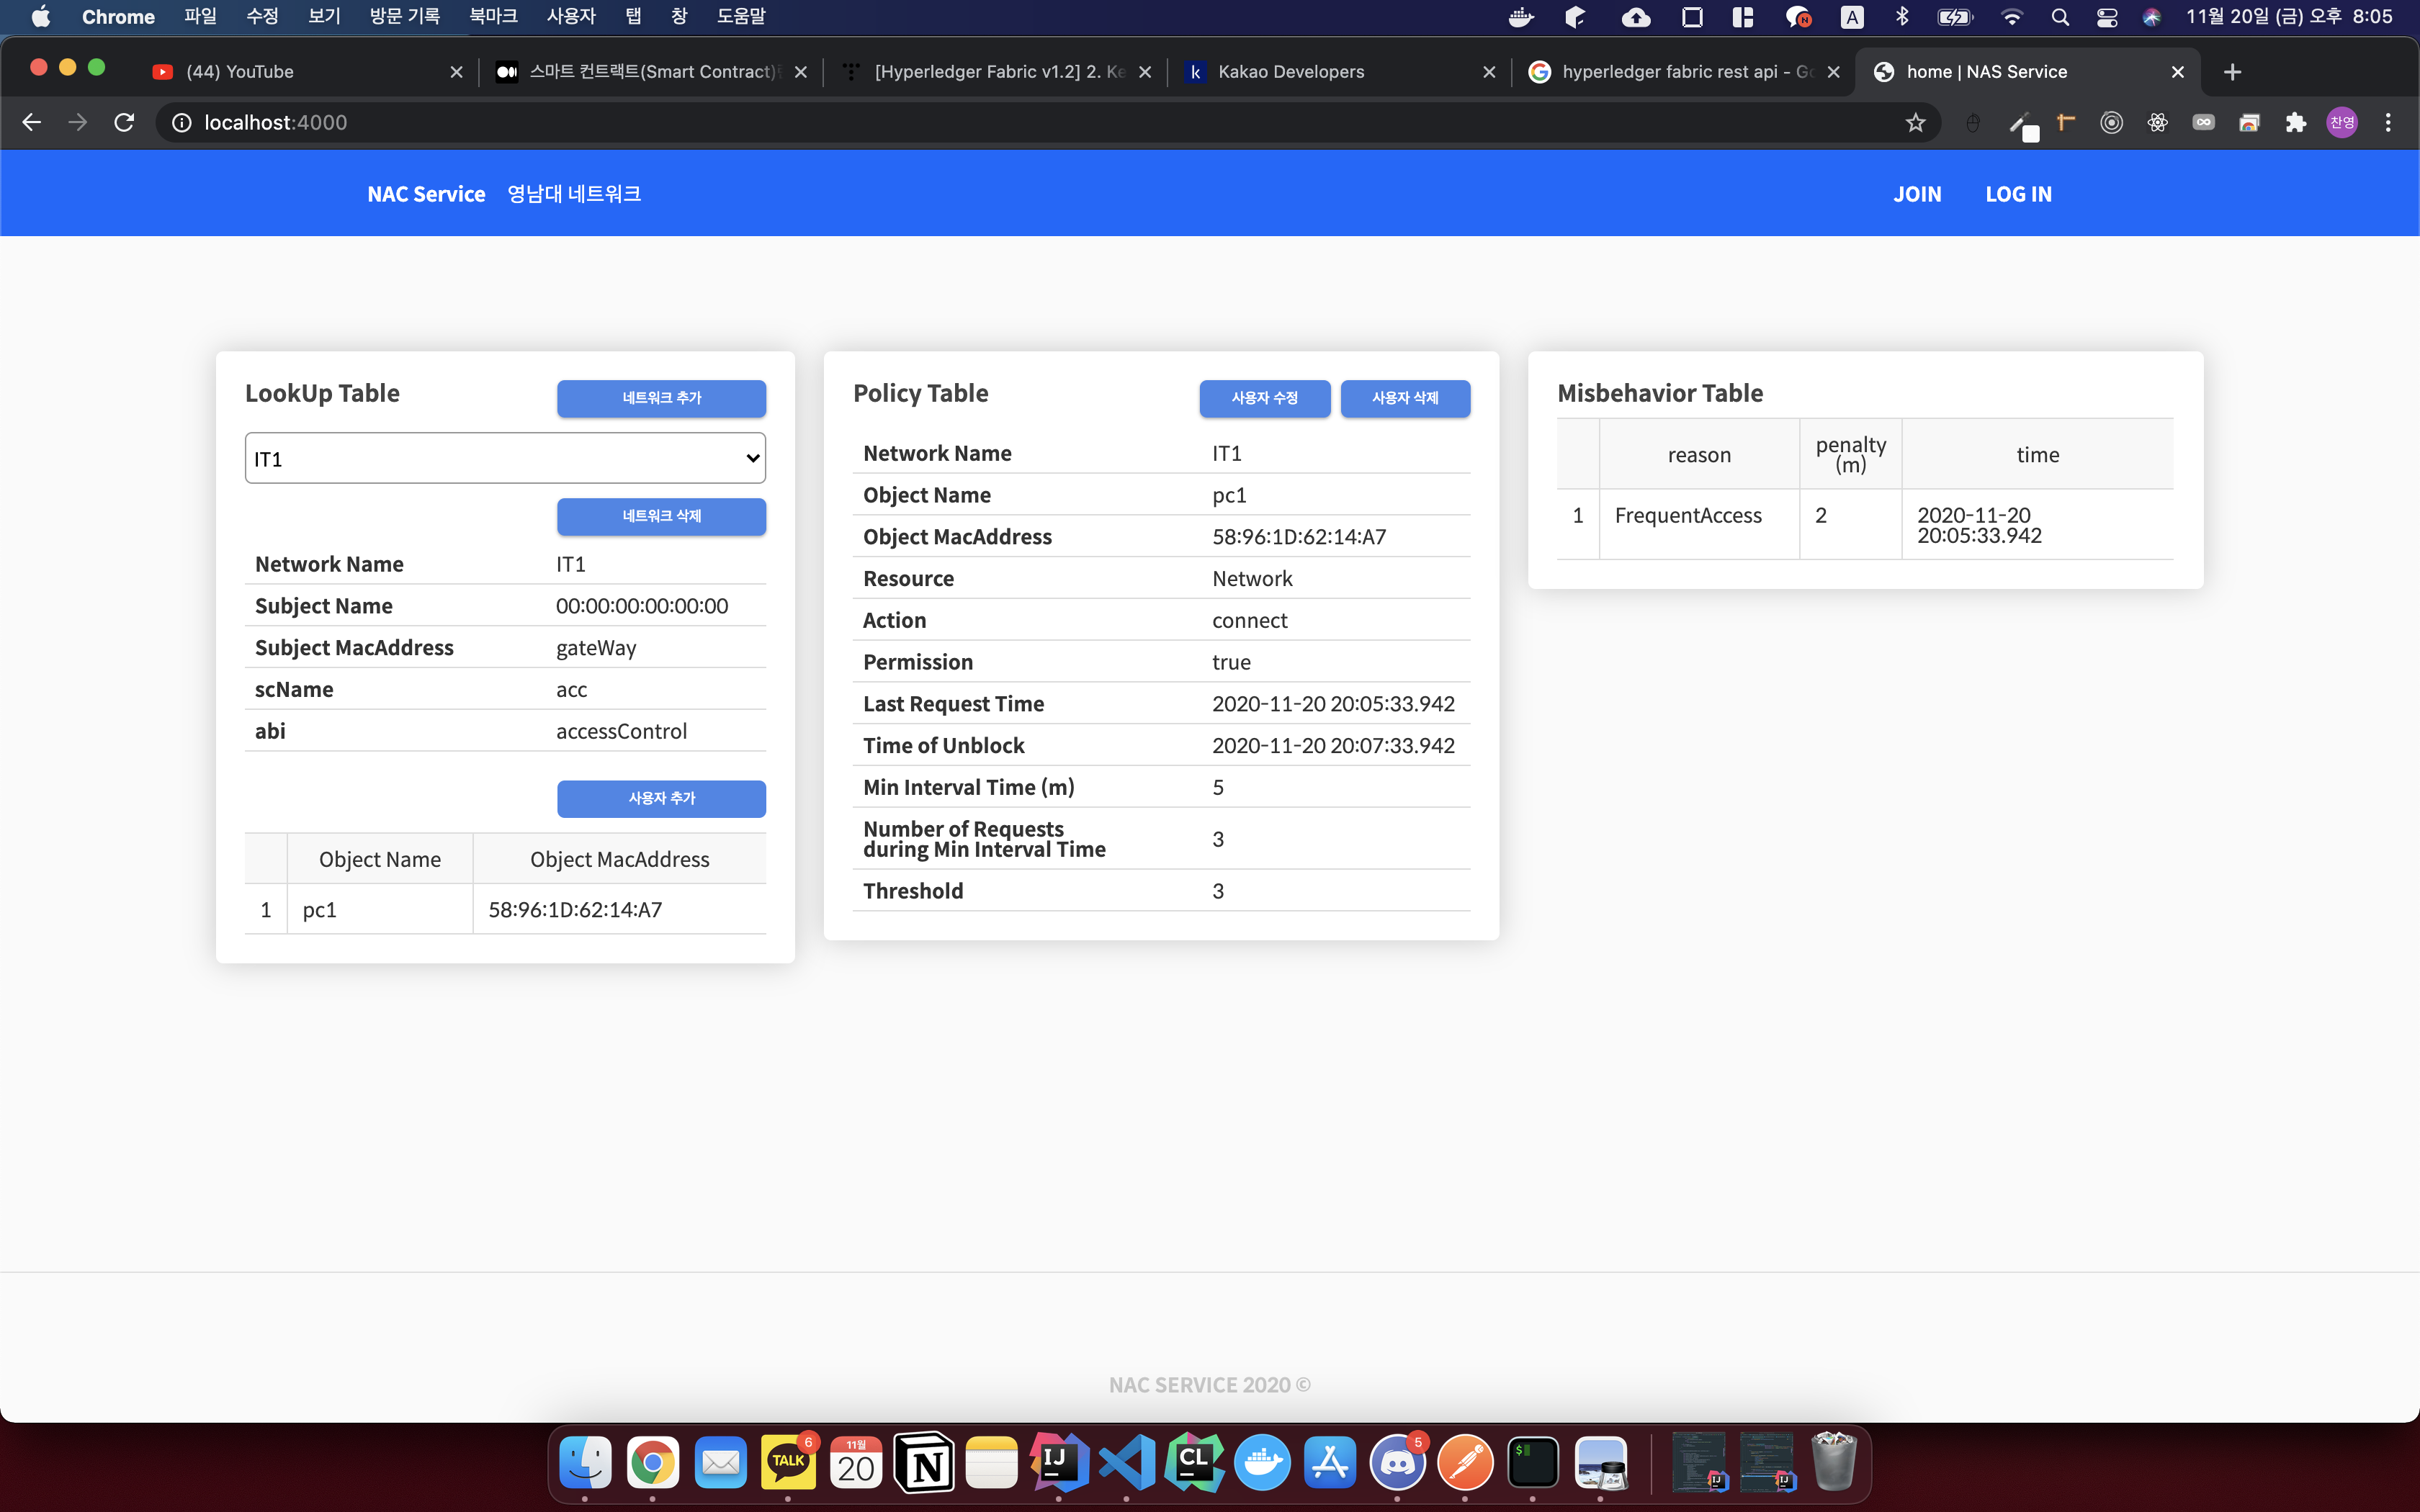 Chrome 파일 수정 보기 방문 기록 북마크 사용자 탭 창 도움말 A 11월 20일 (금) 오후 8:05
(44) YouTube 스마트 컨트랙트(Smart Contract) [Hyperledger Fabric v1.2] 2. Ke Kakao Developers hyperledger fabric rest api - Go home | NAS Service
localhost:4000 찬영
NAC Service 영남대 네트워크 JOIN LOG IN
LookUp Table 네트워크 추가
IT1
네트워크 삭제
Network Name IT1
Subject Name 00:00:00:00:00:00
Subject MacAddress gateWay
scName acc
abi accessControl
사용자 추가
Object Name Object MacAddress
1 pc1 58:96:1D:62:14:A7
Policy Table 사용자 수정 사용자 삭제
Network Name IT1
Object Name pc1
Object MacAddress 58:96:1D:62:14:A7
Resource Network
Action connect
Permission true
Last Request Time 2020-11-20 20:05:33.942
Time of Unblock 2020-11-20 20:07:33.942
Min Interval Time (m) 5
Number of Requests
during Min Interval Time 3
Threshold 3
Misbehavior Table
reason penalty
(m) time
1 FrequentAccess 2 2020-11-20
20:05:33.942
NAC SERVICE 2020 ©
TALK 6 11월 20 N IJ CL 5 $